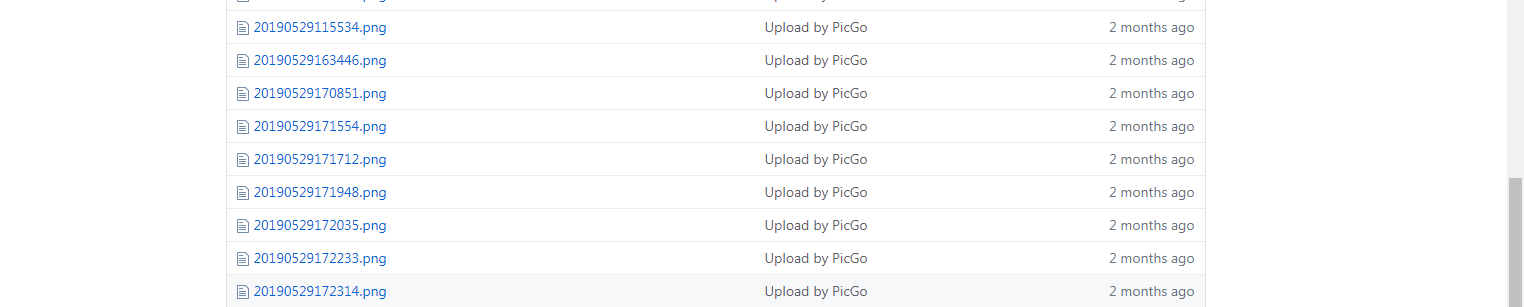 20190529115534.png Upload by PicGo 2 months ago
20190529163446.png Upload by PicGo 2 months ago
20190529170851.png Upload by PicGo 2 months ago
20190529171554.png Upload by PicGo 2 months ago
20190529171712.png Upload by PicGo 2 months ago
20190529171948.png Upload by PicGo 2 months ago
20190529172035.png Upload by PicGo 2 months ago
20190529172233.png Upload by PicGo 2 months ago
20190529172314.png Upload by PicGo 2 months ago